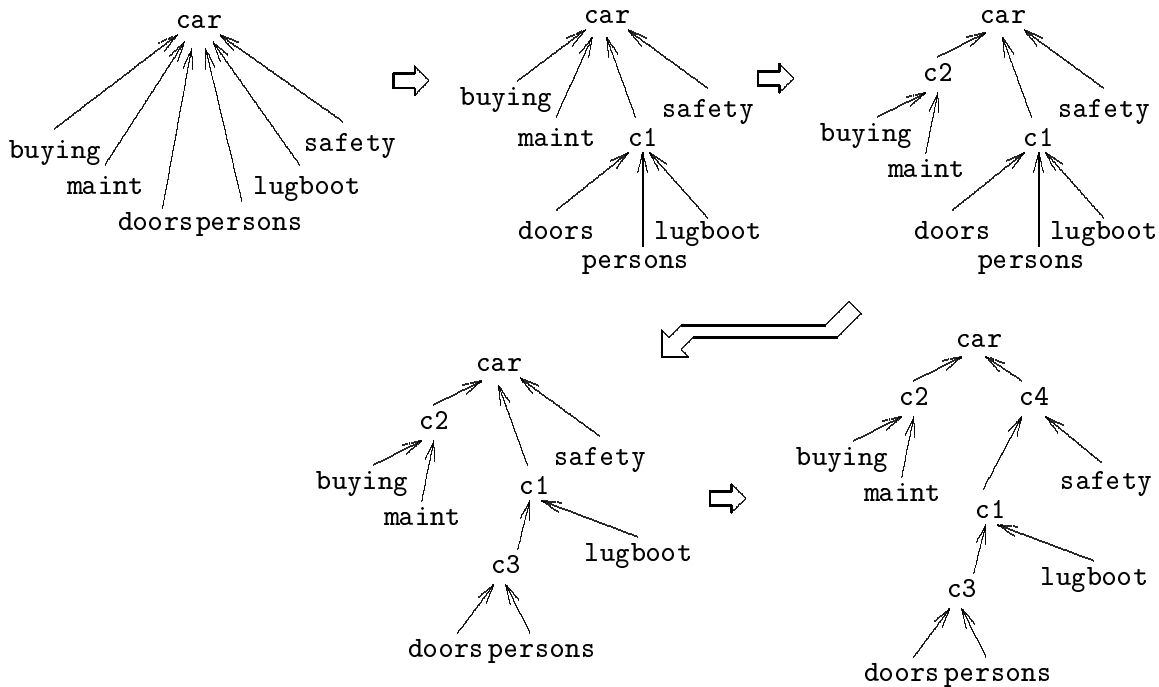 car
buying
maint
doors
persons
lugboot
safety
car
buying
maint
c1
safety
doors
persons
lugboot
car
c2
buying
maint
c1
safety
doors
persons
lugboot
car
c2
buying
maint
c1
safety
c3
lugboot
doors
persons
car
c2
c4
buying
maint
c1
safety
c3
lugboot
doors
persons